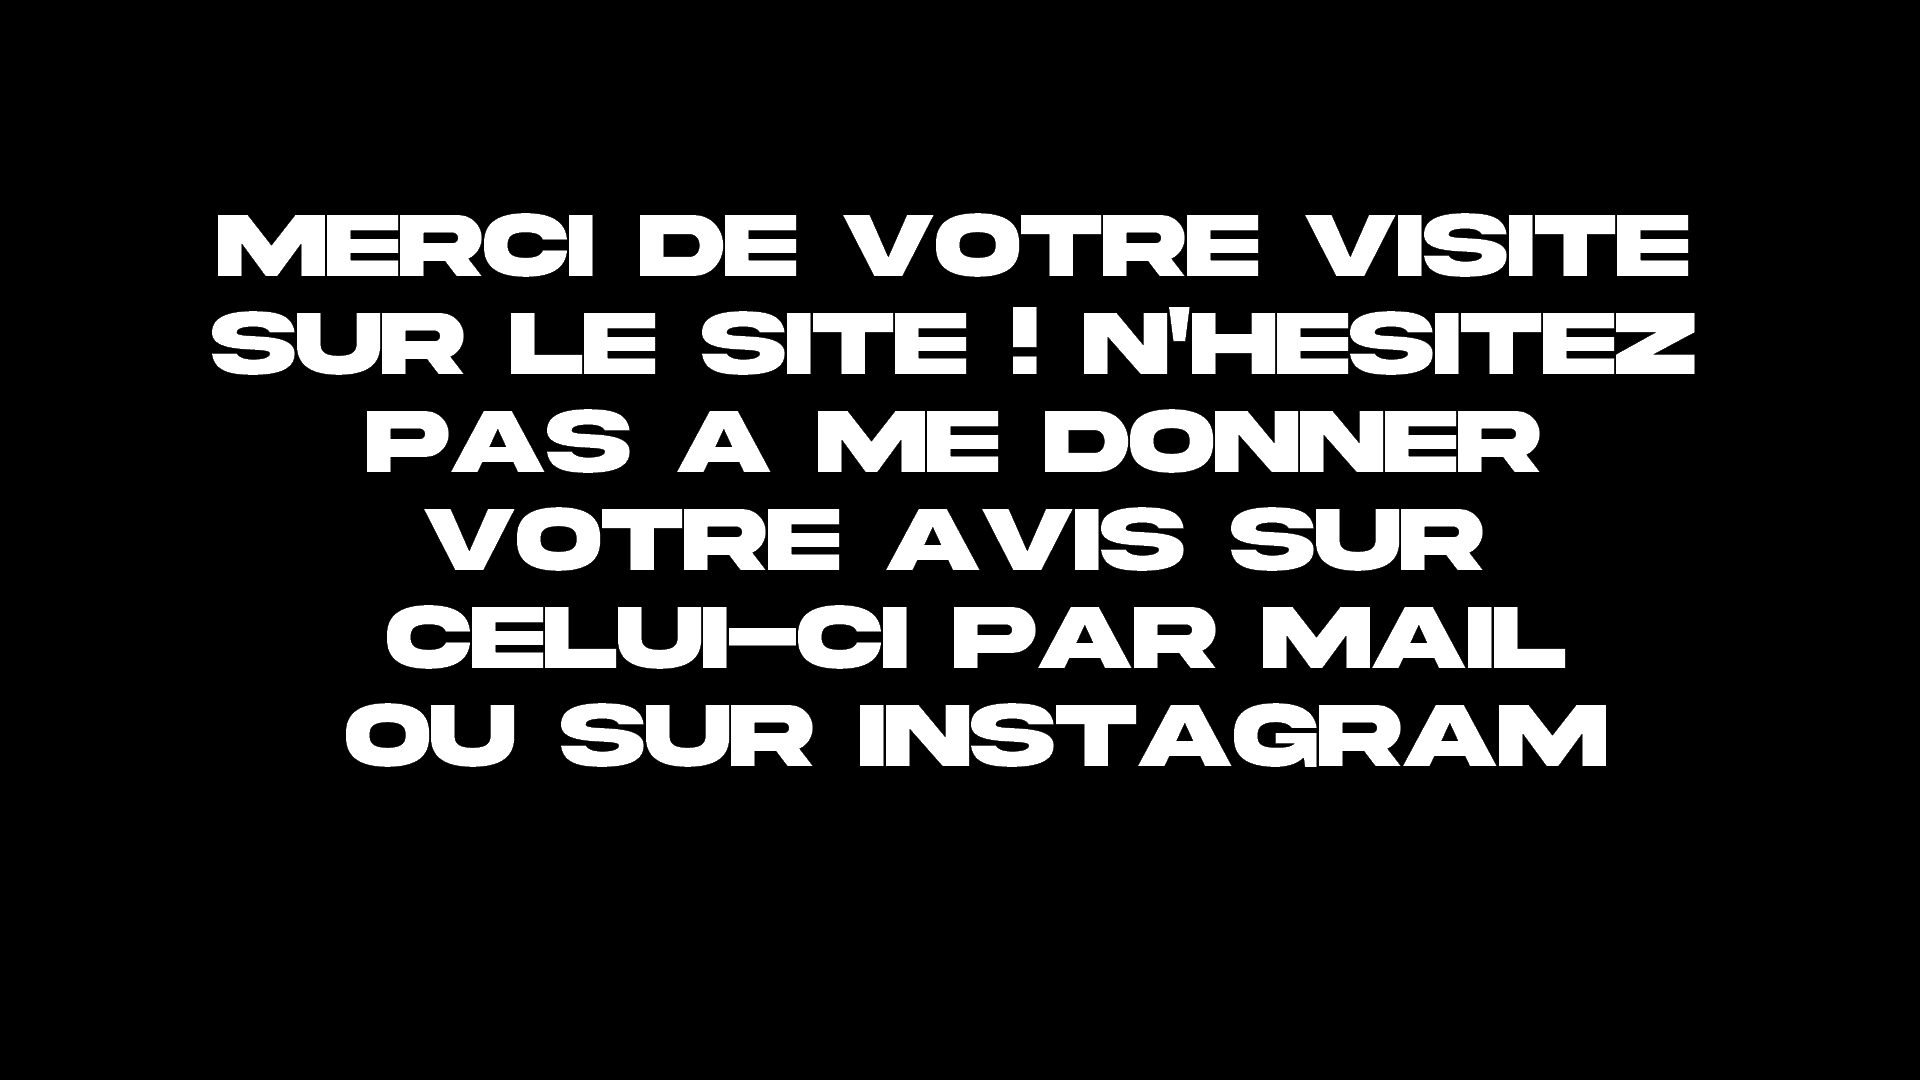 MERCI DE VOTRE VISITE
SUR LE SITE ! N'HESITEZ
PAS A ME DONNER
VOTRE AVIS SUR
CELUI-CI PAR MAIL
OU SUR INSTAGRAM